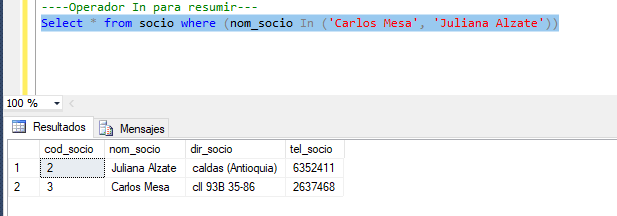 ----Operador In para resumir---
Select * from socio where (nom_socio In ('Carlos Mesa', 'Juliana Alzate'))
100 %
Resultados Mensajes
cod_socio nom_socio dir_socio tel_socio
1 2 Juliana Alzate caldas (Antioquia) 6352411
2 3 Carlos Mesa cll 93B 35-86 2637468